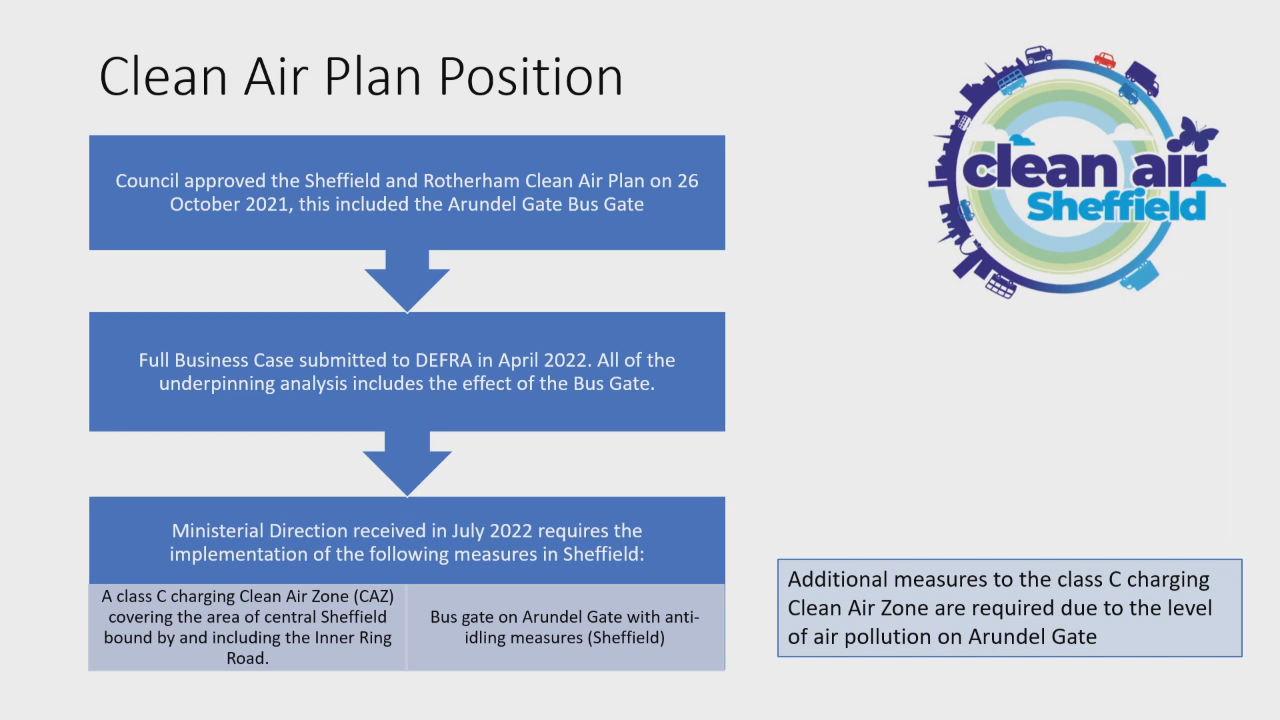 Clean Air Plan Position
clean air
Sheffield
Council approved the Sheffield and Rotherham Clean Air Plan on 26
October 2021, this included the Arundel Gate Bus Gate
Full Business Case submitted to DEFRA in April 2022. All of the
underpinning analysis includes the effect of the Bus Gate.
Ministerial Direction received in July 2022 requires the
implementation of the following measures in Sheffield:
A class C charging Clean Air Zone (CAZ)
covering the area of central Sheffield
bound by and including the Inner Ring
Road.
Bus gate on Arundel Gate with anti-
idling measures (Sheffield)
Additional measures to the class C charging
Clean Air Zone are required due to the level
of air pollution on Arundel Gate